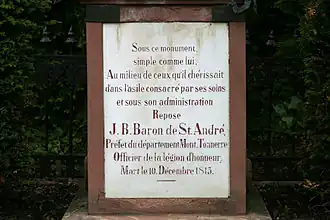 Sous ce monument,
simple comme lui,
Au milieu de ceux qu'il chérissait
dans l'asile consacré par ses soins
et sous son administration
Repose
J. B. Baron de St. André,
Préfet du département Mont. Tonerre
Officier de la légion d'honneur,
Mort le 10. Décembre 1813.